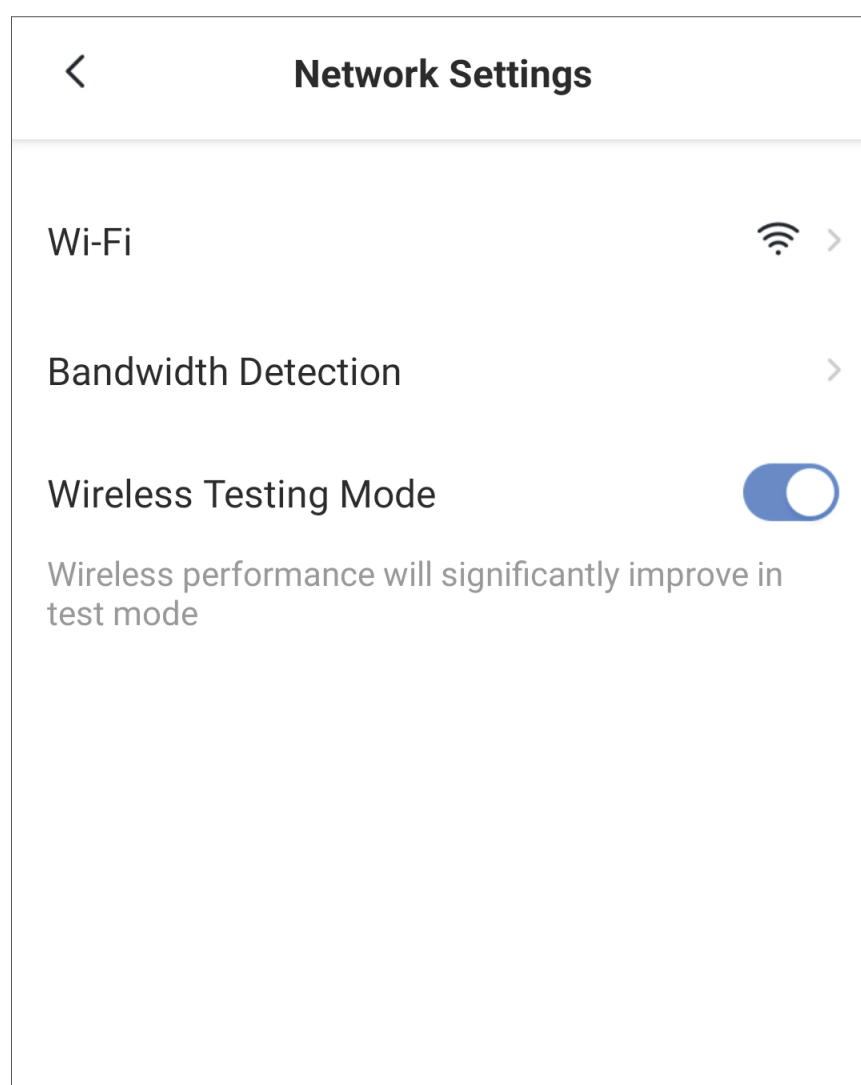 Network Settings
Wi-Fi
Bandwidth Detection
Wireless Testing Mode
Wireless performance will significantly improve in
test mode